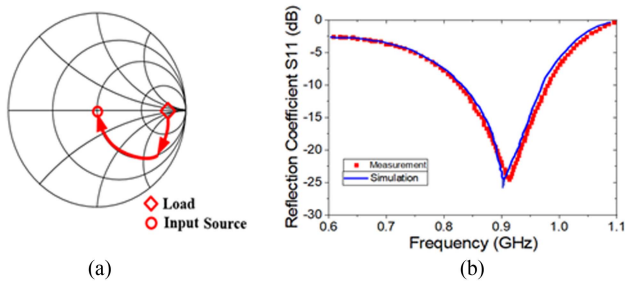 Load
Input Source
(a)
Reflection Coefficient S11 (dB)
0
-5
-10
-15
-20
-25
-30
Measurement
Simulation
0.6 0.7 0.8 0.9 1.0 1.1
Frequency (GHz)
(b)